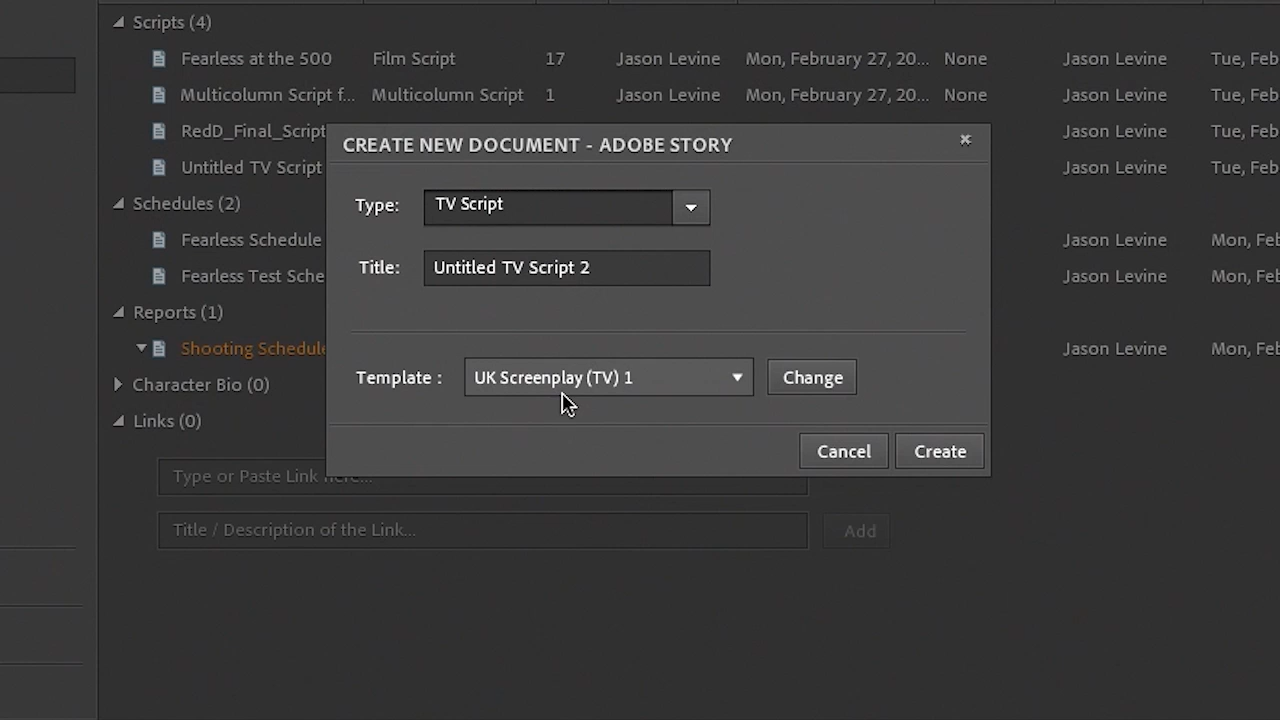 Scripts (4)
Fearless at the 500 Film Script 17 Jason Levine Mon, February 27, 20... None Jason Levine Tue, Feb
Multicolumn Script f... Multicolumn Script 1 Jason Levine Mon, February 27, 20... None Jason Levine Tue, Feb
RedD_Final_Script Jason Levine Tue, Feb
Untitled TV Script Jason Levine Tue, Feb
Schedules (2)
Fearless Schedule Jason Levine Mon, Feb
Fearless Test Sche Jason Levine Mon, Feb
Reports (1)
Shooting Schedule Jason Levine Mon, Feb
Character Bio (0)
Links (0)
Type or Paste Link here...
Title / Description of the Link...
Add
CREATE NEW DOCUMENT - ADOBE STORY
Type: TV Script
Title: Untitled TV Script 2
Template : UK Screenplay (TV) 1 Change
Cancel Create